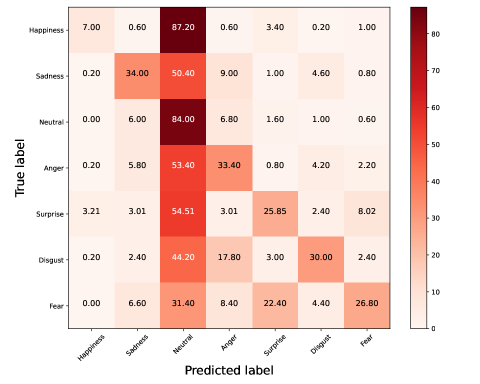 True label
Happiness 7.00 0.60 87.20 0.60 3.40 0.20 1.00
Sadness 0.20 34.00 50.40 9.00 1.00 4.60 0.80
Neutral 0.00 6.00 84.00 6.80 1.60 1.00 0.60
Anger 0.20 5.80 53.40 33.40 0.80 4.20 2.20
Surprise 3.21 3.01 54.51 3.01 25.85 2.40 8.02
Disgust 0.20 2.40 44.20 17.80 3.00 30.00 2.40
Fear 0.00 6.60 31.40 8.40 22.40 4.40 26.80
Happiness Sadness Neutral Anger Surprise Disgust Fear
Predicted label
80
70
60
50
40
30
20
10
0